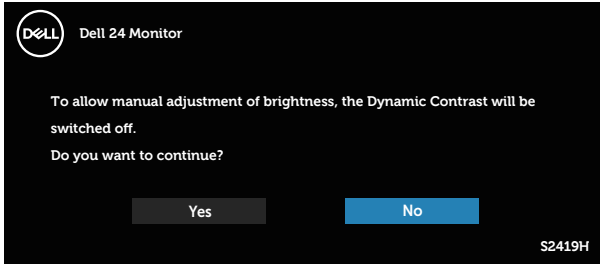 DELL
Dell 24 Monitor
To allow manual adjustment of brightness, the Dynamic Contrast will be
switched off.
Do you want to continue?
Yes
No
S2419H